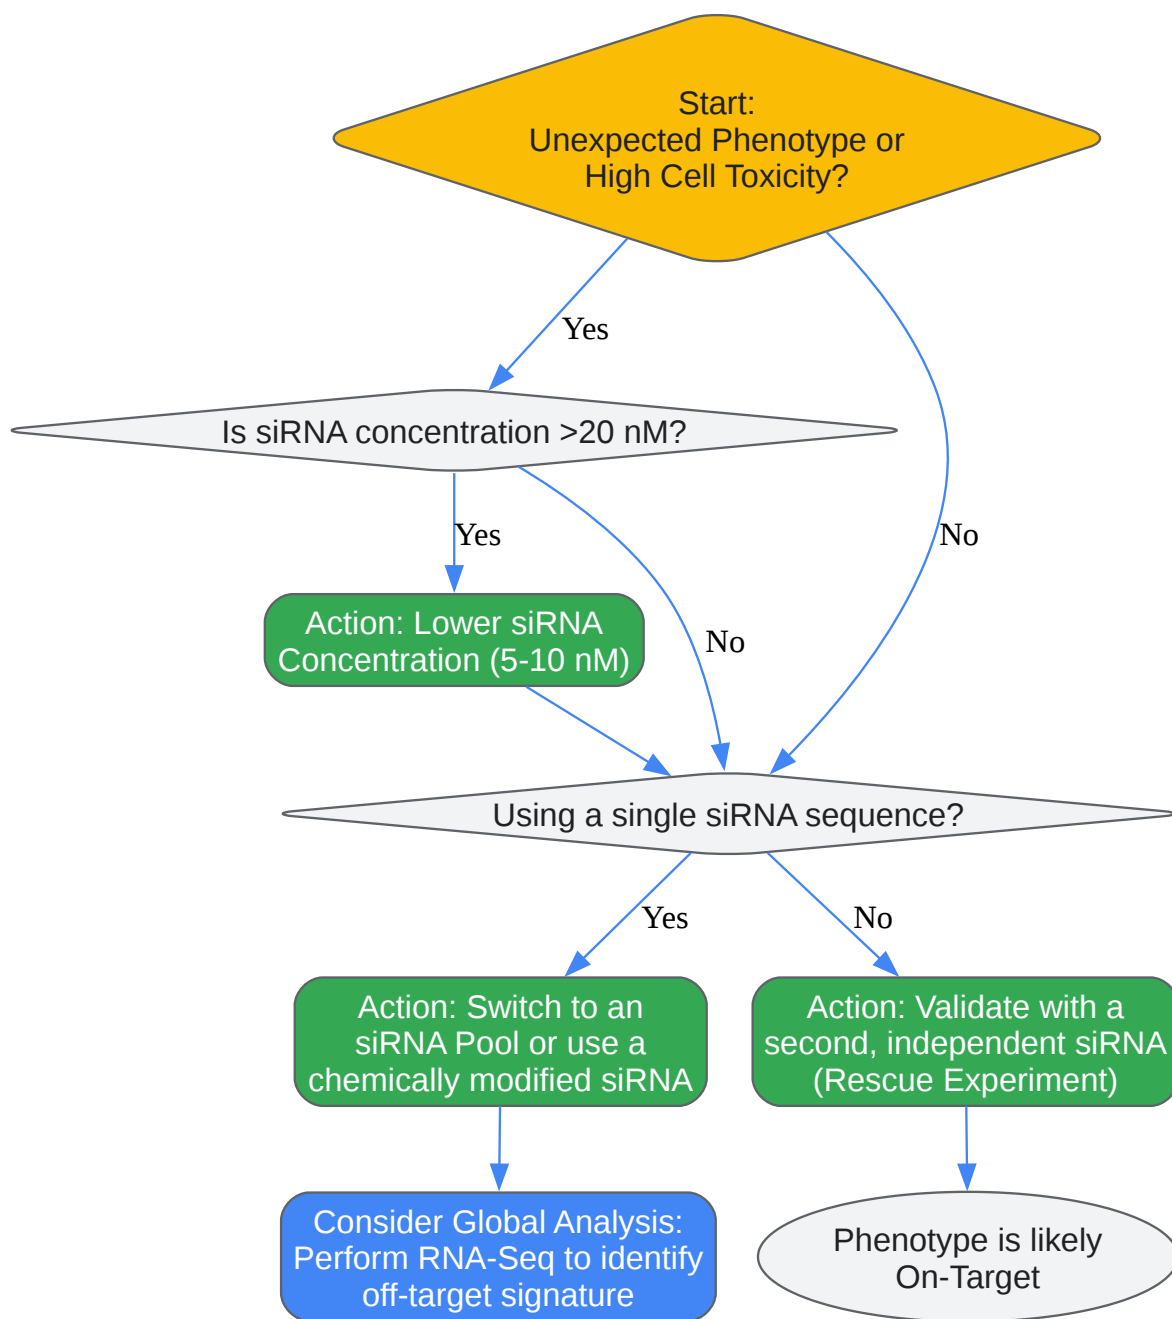 Start:
Unexpected Phenotype or
High Cell Toxicity?
Yes
Is siRNA concentration >20 nM?
Yes
No
Action: Lower siRNA
Concentration (5-10 nM)
No
Using a single siRNA sequence?
Yes
No
Action: Switch to an
siRNA Pool or use a
chemically modified siRNA
Action: Validate with a
second, independent siRNA
(Rescue Experiment)
Consider Global Analysis:
Perform RNA-Seq to identify
off-target signature
Phenotype is likely
On-Target